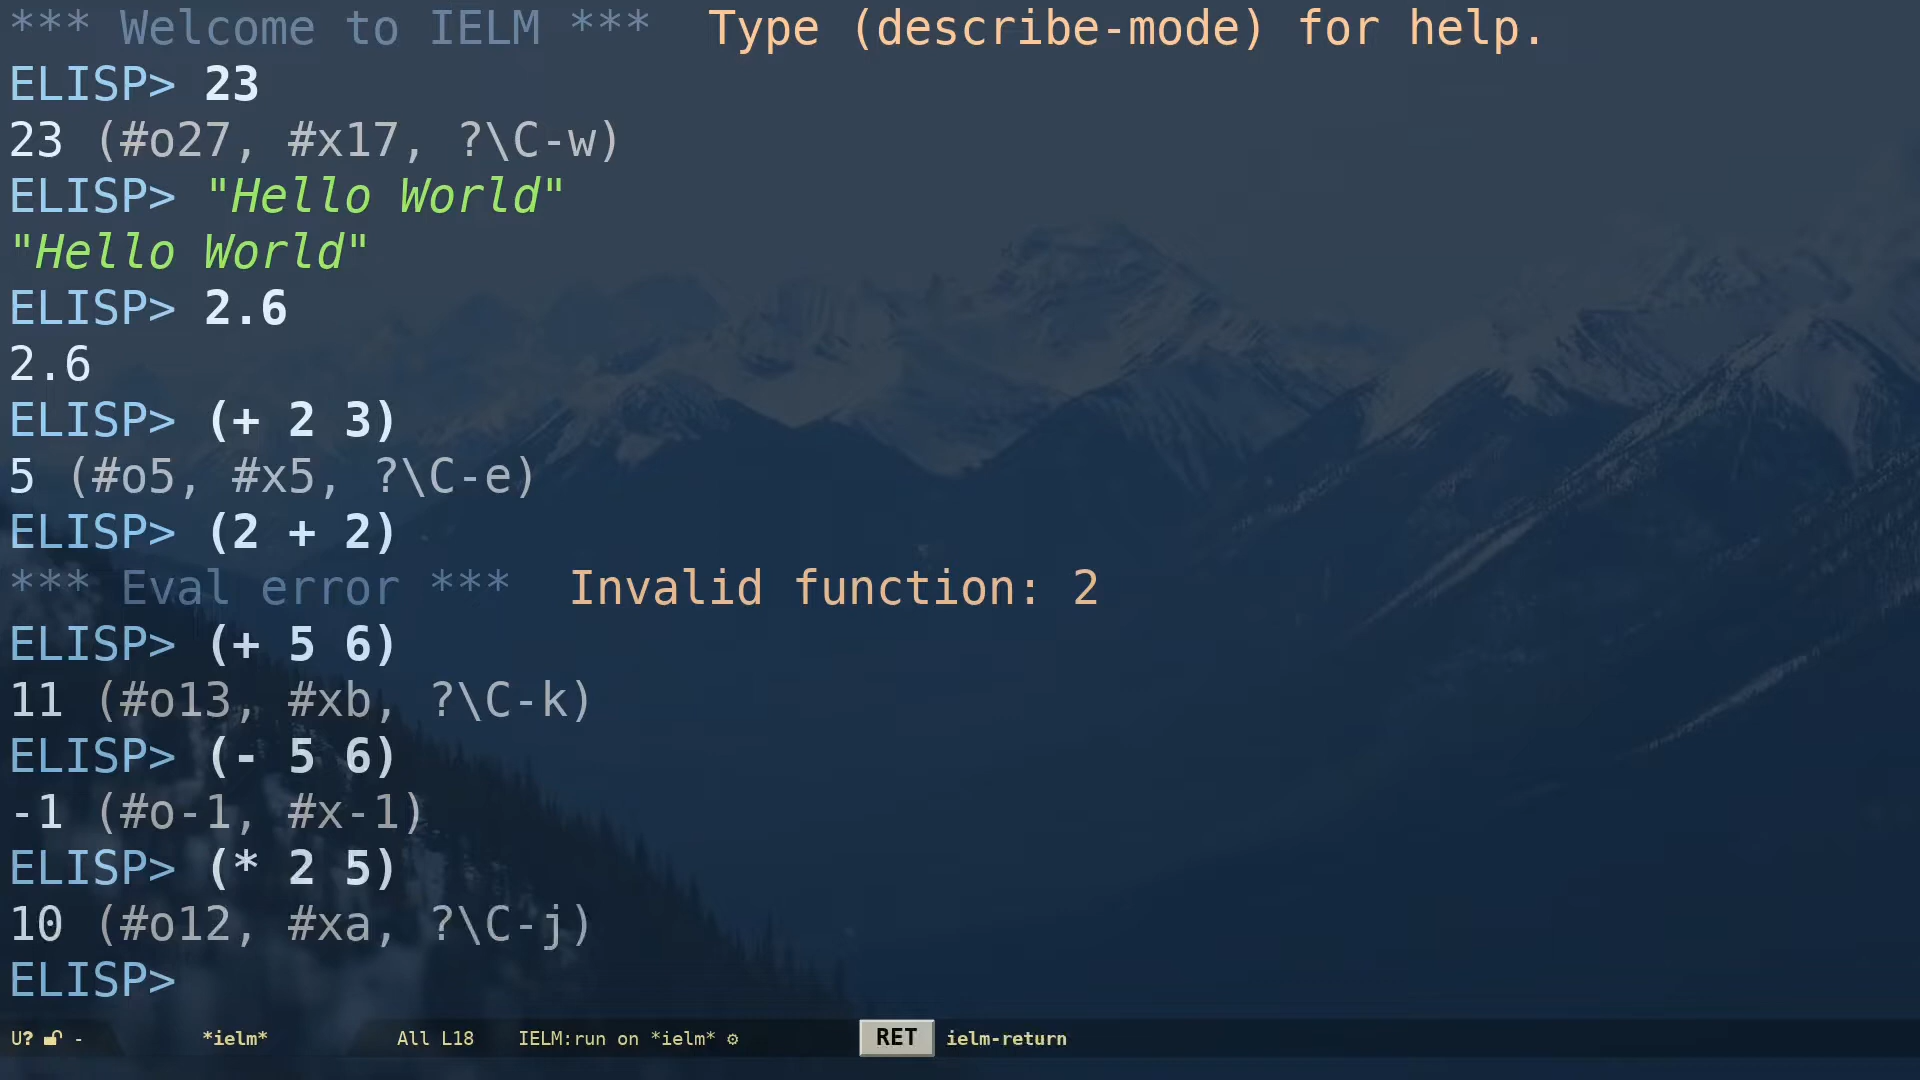 *** Welcome to IELM ***  Type (describe-mode) for help.
ELISP> 23
23 (#o27, #x17, ?\C-w)
ELISP> "Hello World"
"Hello World"
ELISP> 2.6
2.6
ELISP> (+ 2 3)
5 (#o5, #x5, ?\C-e)
ELISP> (2 + 2)
*** Eval error ***  Invalid function: 2
ELISP> (+ 5 6)
11 (#o13, #xb, ?\C-k)
ELISP> (- 5 6)
-1 (#o-1, #x-1)
ELISP> (* 2 5)
10 (#o12, #xa, ?\C-j)
ELISP>
U? - *ielm* All L18 IELM:run on *ielm* RET ielm-return